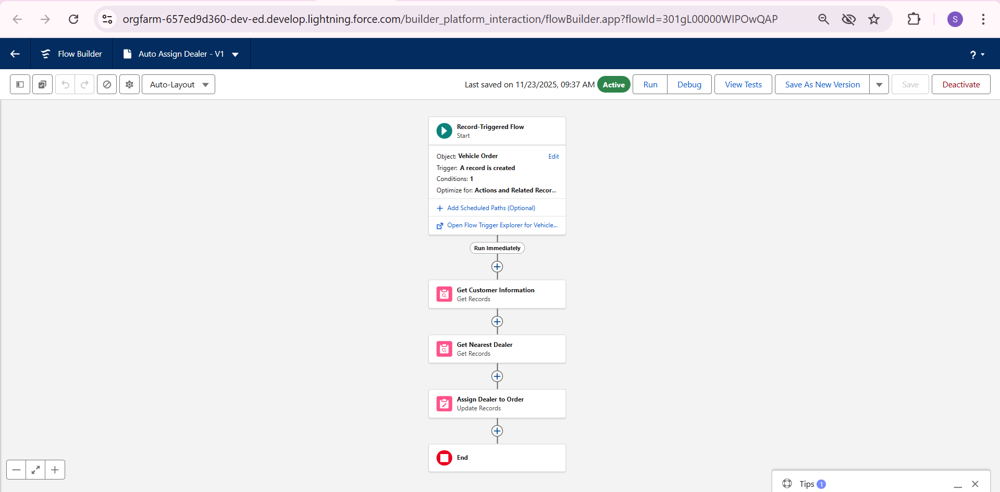 orgfarm-657ed9d360-dev-ed.develop.lightning.force.com/builder_platform_interaction/flowBuilder.app?flowId=301gL00000WIPOwQAP
S
Flow Builder
Auto Assign Dealer - V1
?
Auto-Layout
Last saved on 11/23/2025, 09:37 AM
Active
Run
Debug
View Tests
Save As New Version
Save
Deactivate
Record-Triggered Flow
Start
Object: Vehicle Order
Edit
Trigger: A record is created
Conditions: 1
Optimize for: Actions and Related Recor...
Add Scheduled Paths (Optional)
Open Flow Trigger Explorer for Vehicle...
Run Immediately
Get Customer Information
Get Records
Get Nearest Dealer
Get Records
Assign Dealer to Order
Update Records
End
Tips 1